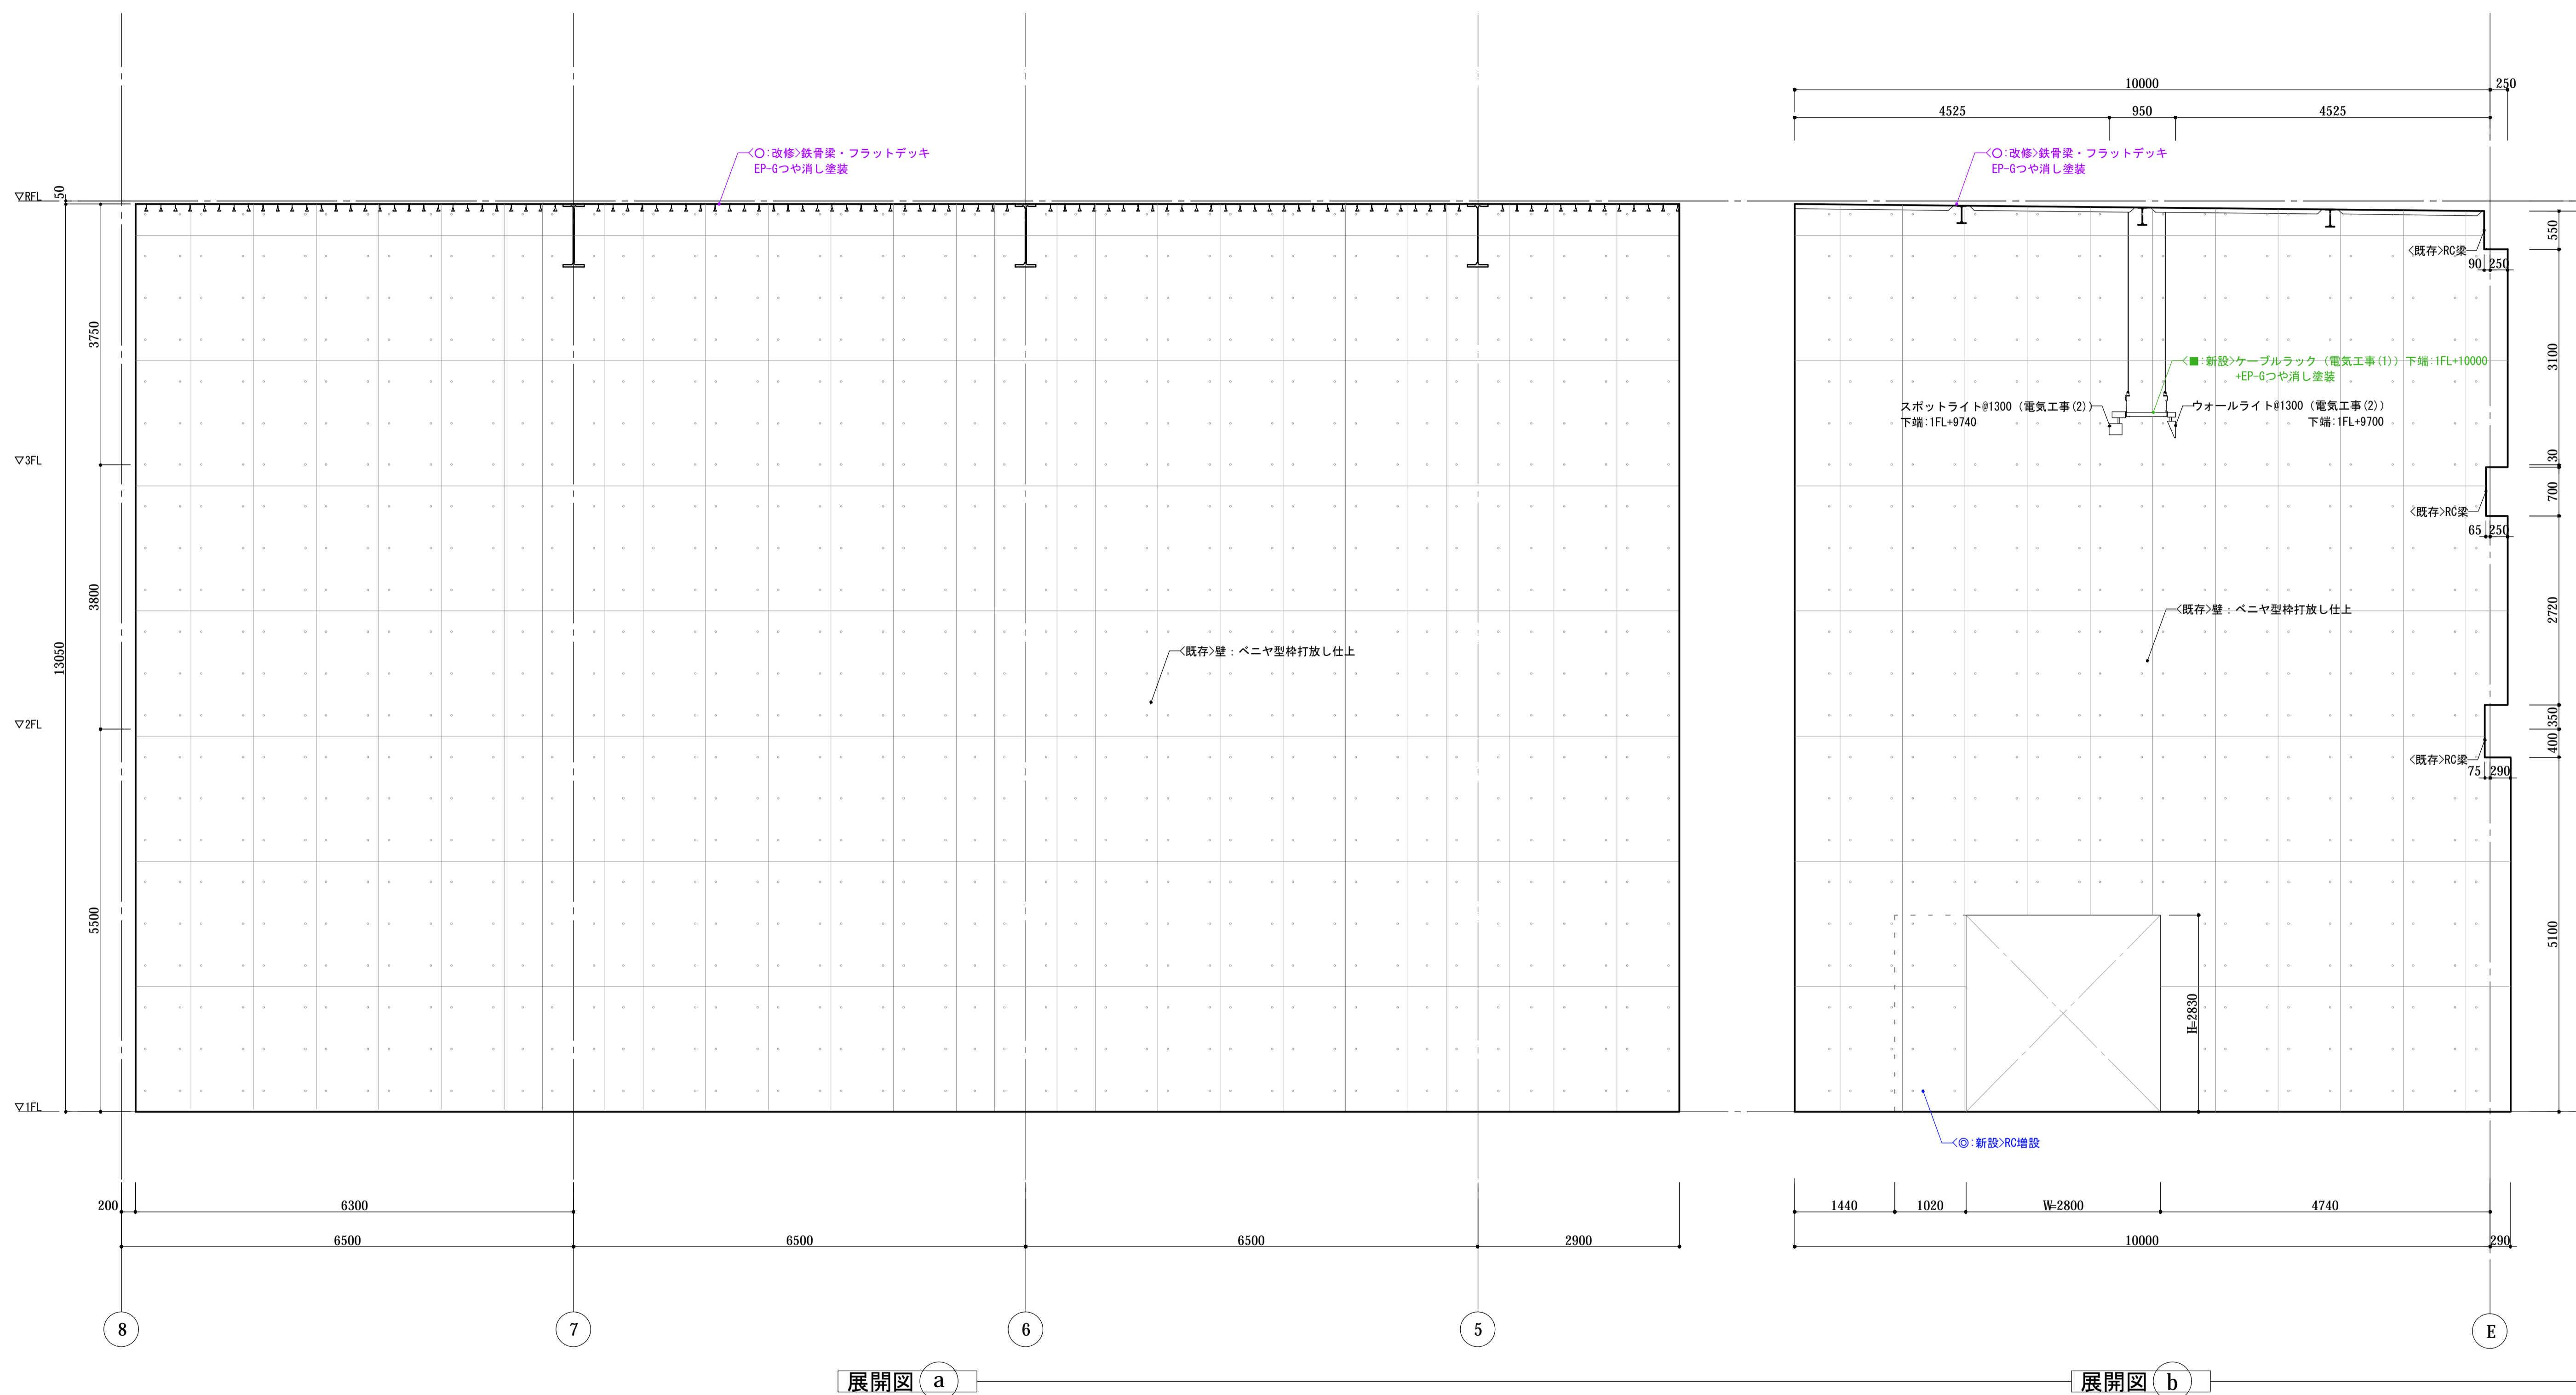 10000
250
4525
950
4525
<○:改修>鉄骨梁・フラットデッキ
EP-Gつや消し塗装
<○:改修>鉄骨梁・フラットデッキ
EP-Gつや消し塗装
▽RFL
50
550
<既存>RC梁
90
250
3750
3100
<■:新設>ケーブルラック (電気工事(1)) 下端:1FL+10000
+EP-Gつや消し塗装
スポットライト@1300 (電気工事(2))
下端:1FL+9740
ウォールライト@1300 (電気工事(2))
下端:1FL+9700
▽3FL
30
700
<既存>RC梁
65
250
3800
13050
2720
<既存>壁：ベニヤ型枠打放し仕上
<既存>壁：ベニヤ型枠打放し仕上
▽2FL
350
400
<既存>RC梁
75
290
5500
5100
H=2830
▽1FL
<◎:新設>RC増設
200
6300
1440
1020
W=2800
4740
6500
6500
6500
2900
10000
290
8
7
6
5
E
展開図 a
展開図 b